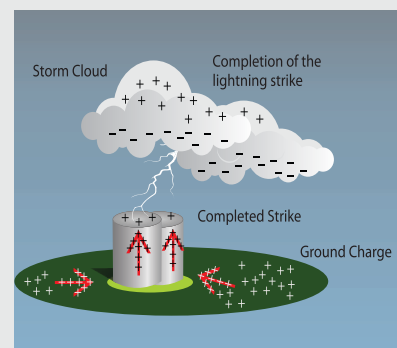 Storm Cloud
Completion of the
lightning strike
Completed Strike
Ground Charge